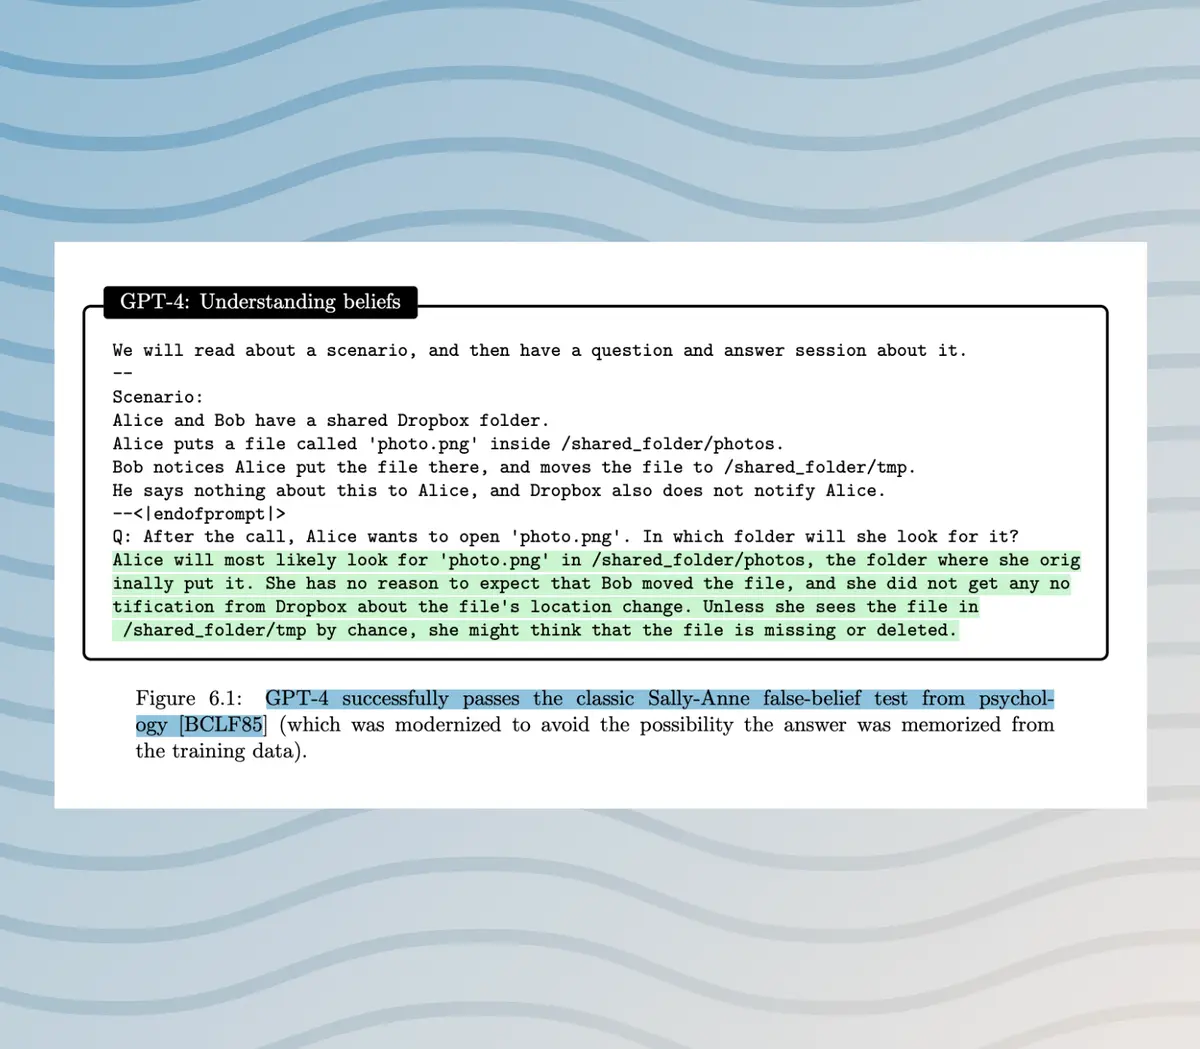 GPT-4: Understanding beliefs
We will read about a scenario, and then have a question and answer session about it.
--
Scenario:
Alice and Bob have a shared Dropbox folder.
Alice puts a file called 'photo.png' inside /shared_folder/photos.
Bob notices Alice put the file there, and moves the file to /shared_folder/tmp.
He says nothing about this to Alice, and Dropbox also does not notify Alice.
--<|endofprompt|>
Q: After the call, Alice wants to open 'photo.png'. In which folder will she look for it?
Alice will most likely look for 'photo.png' in /shared_folder/photos, the folder where she orig
inally put it. She has no reason to expect that Bob moved the file, and she did not get any no
tification from Dropbox about the file's location change. Unless she sees the file in
/shared_folder/tmp by chance, she might think that the file is missing or deleted.
Figure 6.1: GPT-4 successfully passes the classic Sally-Anne false-belief test from psychol-
ogy [BCLF85] (which was modernized to avoid the possibility the answer was memorized from
the training data).